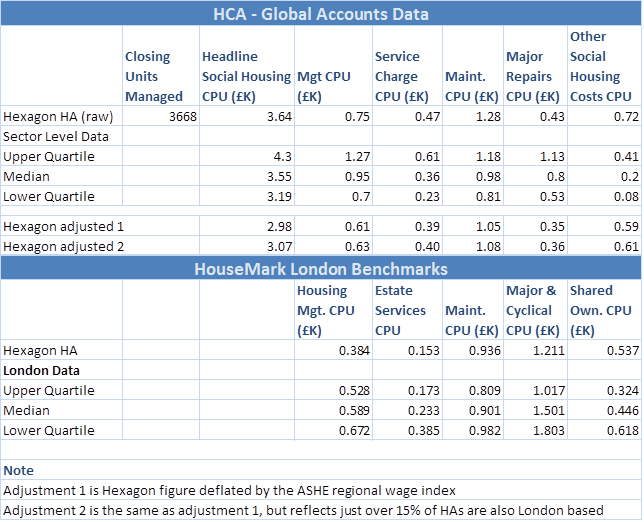 HCA - Global Accounts Data
Closing Units Managed Headline Social Housing CPU (£K) Mgt CPU (£K) Service Charge CPU (£K) Maint. CPU (£K) Major Repairs CPU (£K) Other Social Housing Costs CPU
Hexagon HA (raw) 3668 3.64 0.75 0.47 1.28 0.43 0.72
Sector Level Data
Upper Quartile 4.3 1.27 0.61 1.18 1.13 0.41
Median 3.55 0.95 0.36 0.98 0.8 0.2
Lower Quartile 3.19 0.7 0.23 0.81 0.53 0.08
Hexagon adjusted 1 2.98 0.61 0.39 1.05 0.35 0.59
Hexagon adjusted 2 3.07 0.63 0.40 1.08 0.36 0.61
HouseMark London Benchmarks
Housing Mgt. CPU (£K) Estate Services CPU Maint. CPU (£K) Major & Cyclical CPU (£K) Shared Own. CPU (£K)
Hexagon HA 0.384 0.153 0.936 1.211 0.537
London Data
Upper Quartile 0.528 0.173 0.809 1.017 0.324
Median 0.589 0.233 0.901 1.501 0.446
Lower Quartile 0.672 0.385 0.982 1.803 0.618
Note
Adjustment 1 is Hexagon figure deflated by the ASHE regional wage index
Adjustment 2 is the same as adjustment 1, but reflects just over 15% of HAs are also London based